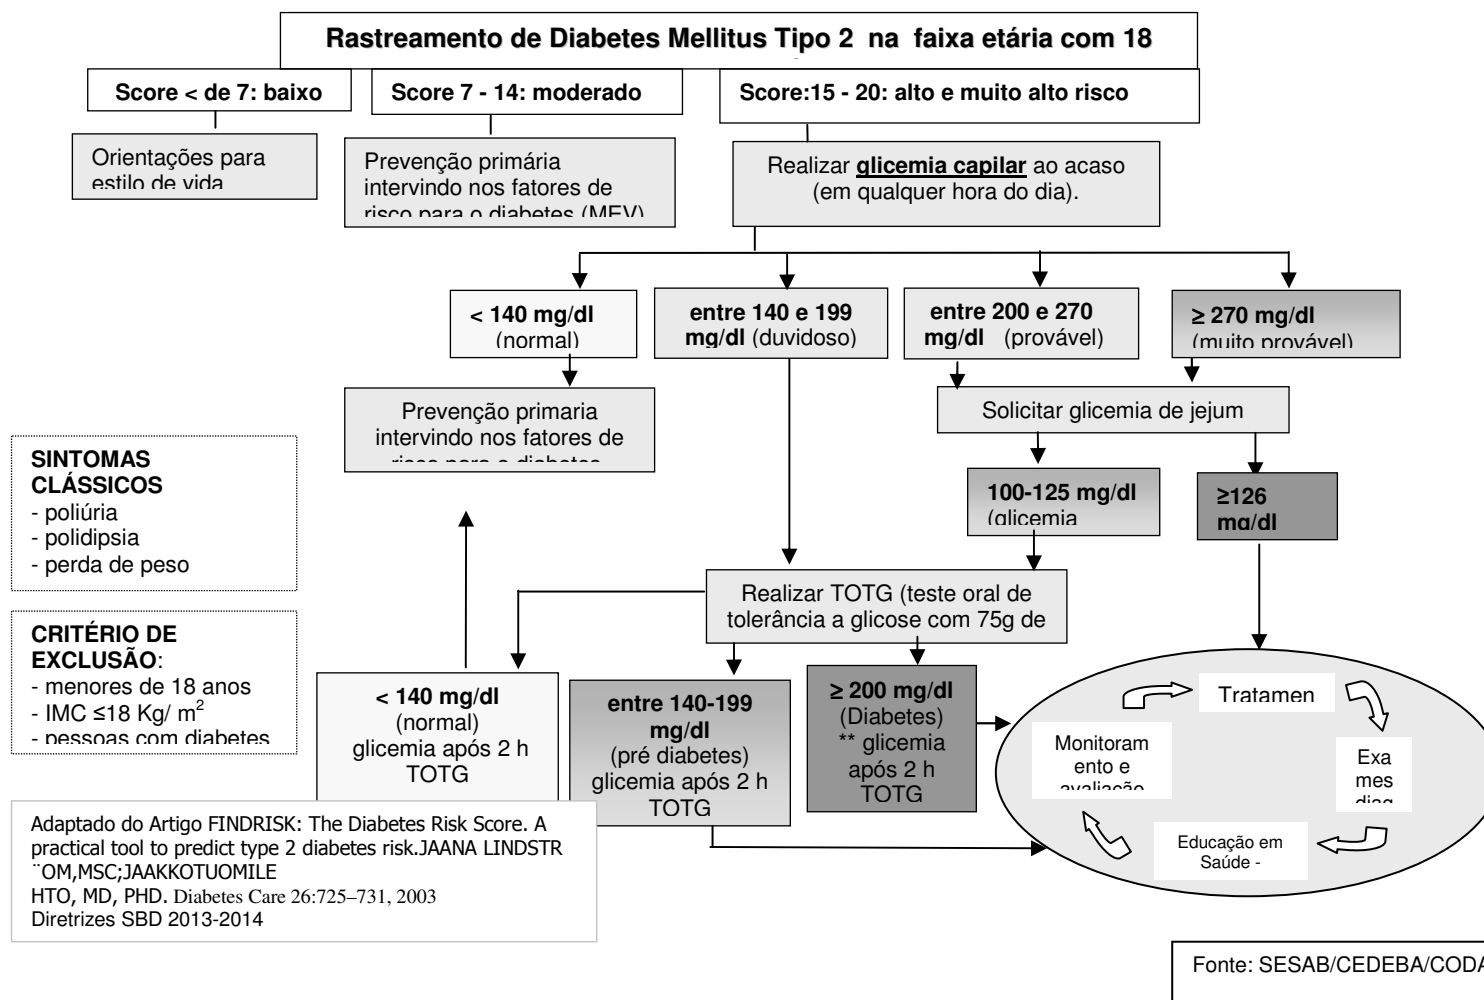 Rastreamento de Diabetes Mellitus Tipo 2 na faixa etária com 18
Score < de 7: baixo
Score 7 - 14: moderado
Score:15 - 20: alto e muito alto risco
Orientações para
estilo de vida
Prevenção primária
intervindo nos fatores de
risco para o diabetes (MEV)
Realizar glicemia capilar ao acaso
(em qualquer hora do dia).
< 140 mg/dl
(normal)
entre 140 e 199
mg/dl (duvidoso)
entre 200 e 270
mg/dl (provável)
≥ 270 mg/dl
(muito provável)
Prevenção primaria
intervindo nos fatores de
risco para o diabetes
Solicitar glicemia de jejum
SINTOMAS
CLÁSSICOS
- poliúria
- polidipsia
- perda de peso
100-125 mg/dl
(glicemia
≥126
mg/dl
Realizar TOTG (teste oral de
tolerância a glicose com 75g de
CRITÉRIO DE
EXCLUSÃO:
- menores de 18 anos
- IMC ≤18 Kg/ m²
- pessoas com diabetes
< 140 mg/dl
(normal)
glicemia após 2 h
TOTG
entre 140-199
mg/dl
(pré diabetes)
glicemia após 2 h
TOTG
≥ 200 mg/dl
(Diabetes)
** glicemia
após 2 h
TOTG
Tratamen
Monitoram
ento e
avaliação
Exa
mes
diag
Educação em
Saúde -
Adaptado do Artigo FINDRISK: The Diabetes Risk Score. A
practical tool to predict type 2 diabetes risk.JAANA LINDSTR
¨OM,MSC;JAAKKOTUOMILE
HTO, MD, PHD. Diabetes Care 26:725–731, 2003
Diretrizes SBD 2013-2014
Fonte: SESAB/CEDEBA/CODA